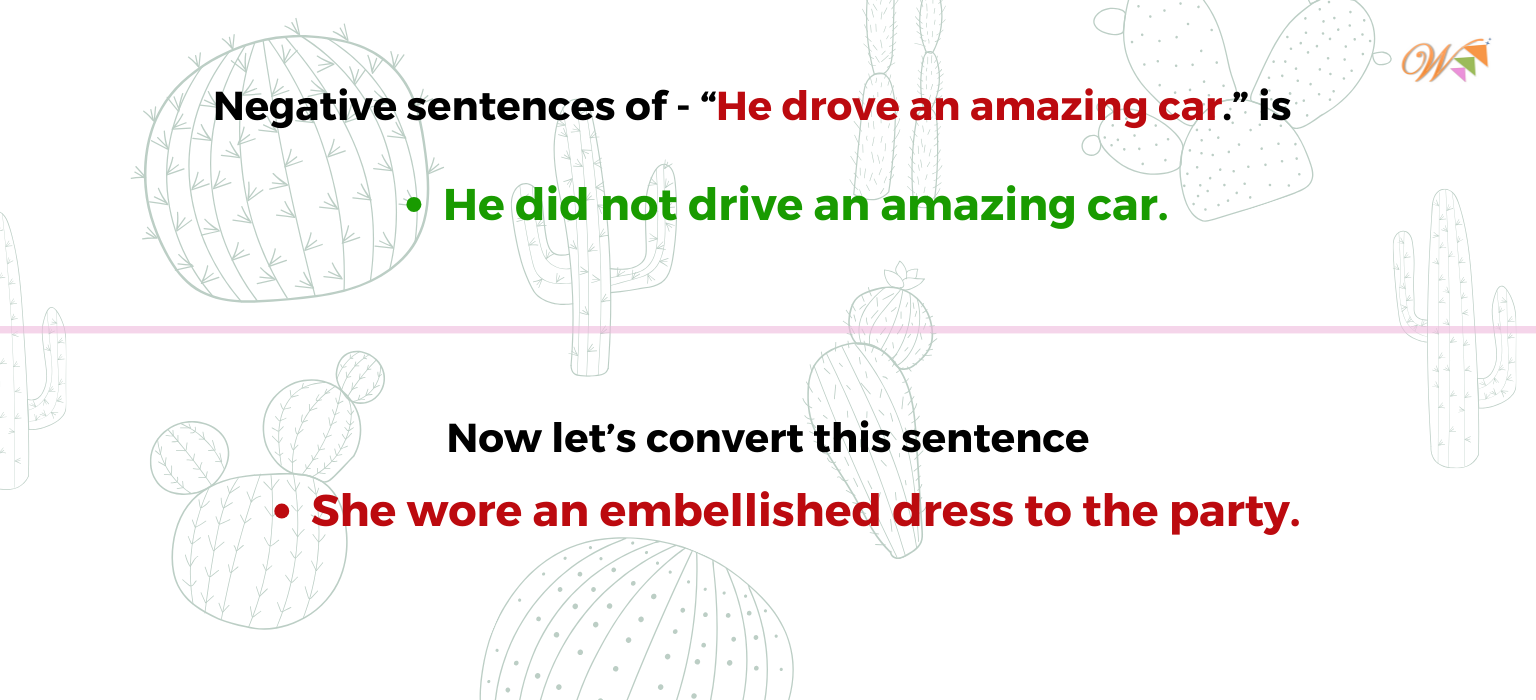 Negative sentences of - “He drove an amazing car.” is
• He did not drive an amazing car.
Now let’s convert this sentence
• She wore an embellished dress to the party.